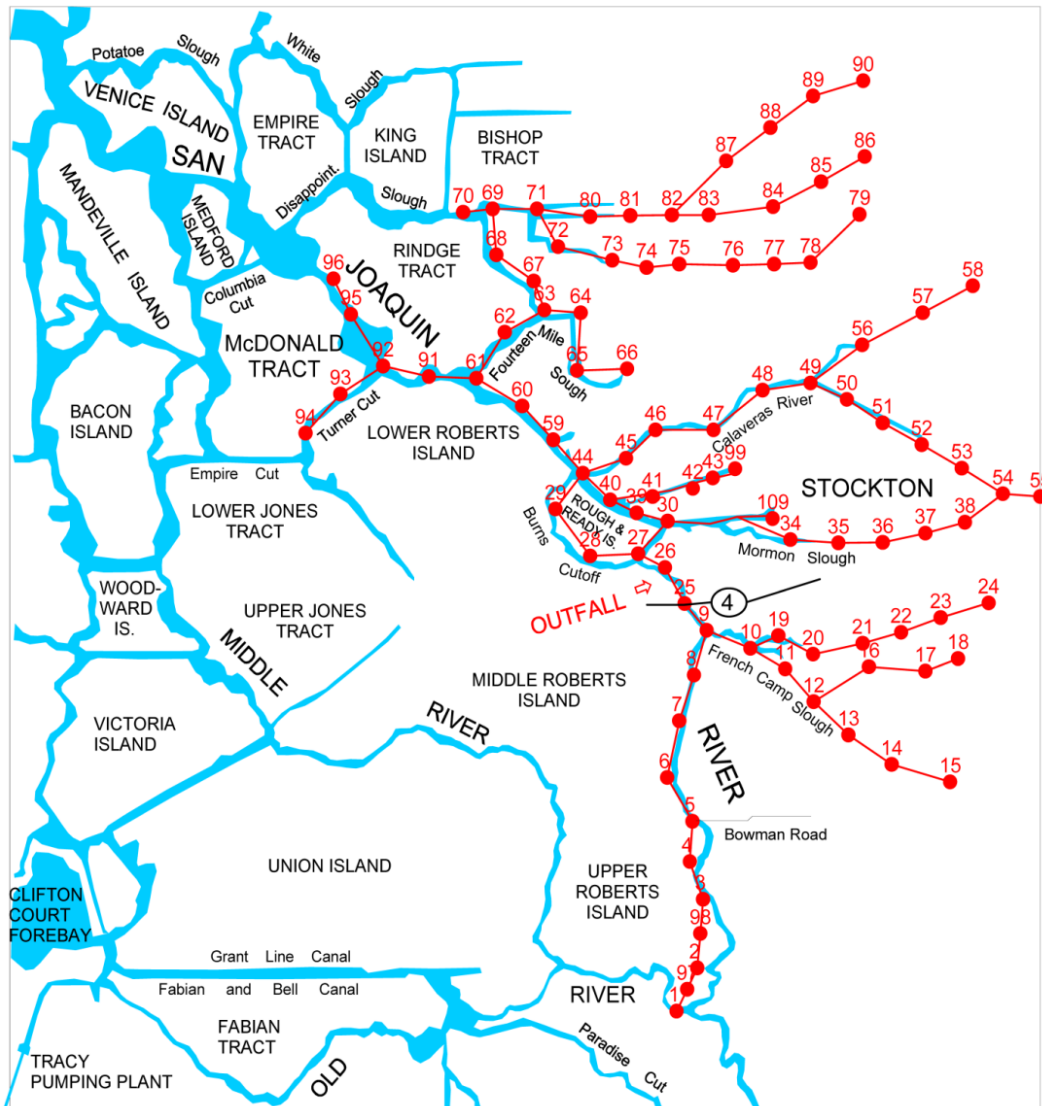 Potatoe
Slough
White
Slough
VENICE ISLAND
EMPIRE
TRACT
KING
ISLAND
BISHOP
TRACT
SAN
JOAQUIN
RIVER
MANDEVILLE ISLAND
MEDFORD
ISLAND
Disappoint.
Slough
RINDGE
TRACT
Columbia
Cut
McDONALD
TRACT
Turner Cut
Fourteen Mile
Sough
BACON
ISLAND
LOWER ROBERTS
ISLAND
Calaveras River
Empire Cut
LOWER JONES
TRACT
ROUGH &
READY IS.
STOCKTON
Burns
Cutoff
Mormon Slough
WOOD-
WARD
IS.
UPPER JONES
TRACT
OUTFALL
4
MIDDLE
RIVER
MIDDLE ROBERTS
ISLAND
French Camp Slough
VICTORIA
ISLAND
Bowman Road
UNION ISLAND
UPPER
ROBERTS
ISLAND
CLIFTON
COURT
FOREBAY
Grant Line Canal
Fabian and Bell Canal
FABIAN
TRACT
OLD
RIVER
Paradise Cut
TRACY
PUMPING PLANT
90
89
88
87
86
85
84
83
82
81
80
71
69
70
79
78
77
76
75
74
73
72
68
67
63
64
62
65
66
96
95
92
91
61
93
94
60
59
58
57
56
49
48
47
46
45
44
50
51
52
53
54
55
40
41
42
43
99
39
30
109
34
35
36
37
38
29
28
27
26
25
9
10
19
20
21
22
23
24
11
12
16
17
18
13
14
15
8
7
6
5
4
3
98
2
97
1